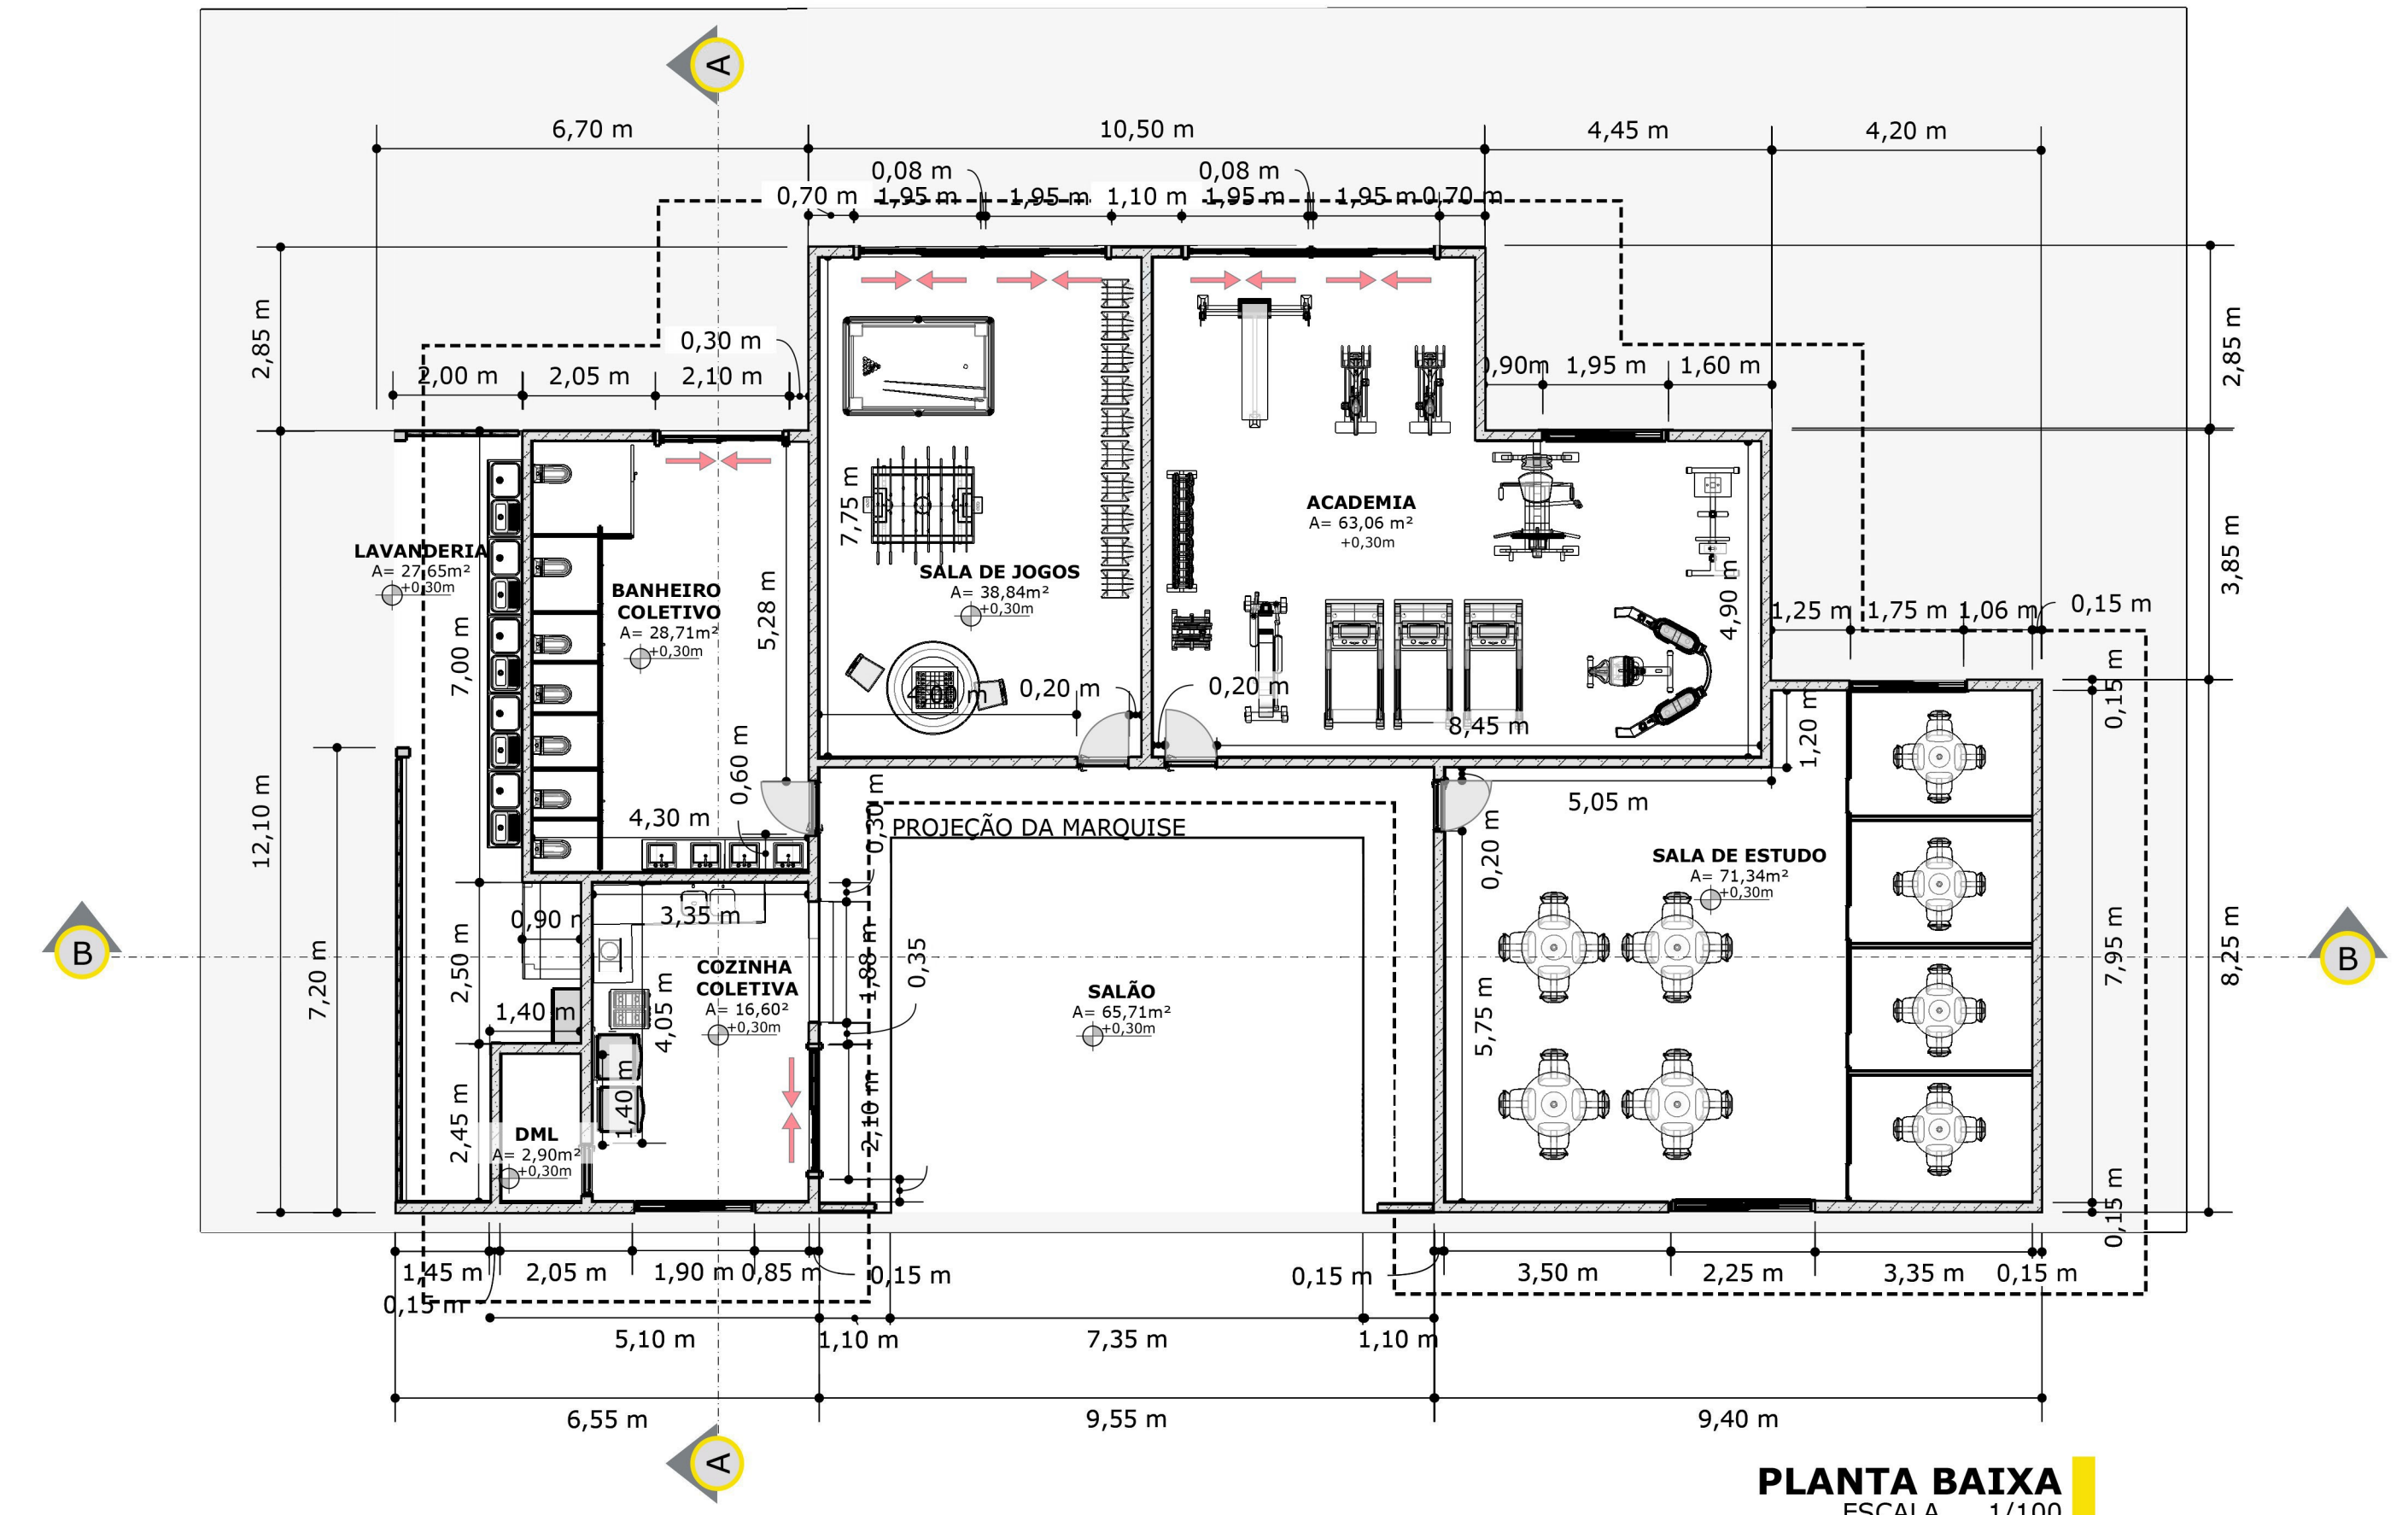 A
6,70 m
10,50 m
4,45 m
4,20 m
0,08 m
0,08 m
0,70 m
1,95 m
1,95 m
1,10 m
1,95 m
1,95 m
0,70 m
2,85 m
0,30 m
2,00 m
2,05 m
2,10 m
0,90m
1,95 m
1,60 m
2,85 m
7,75 m
ACADEMIA
A= 63,06 m²
+0,30m
LAVANDERIA
A= 27,65m²
+0,30m
SALA DE JOGOS
A= 38,84m²
+0,30m
BANHEIRO
COLETIVO
A= 28,71m²
+0,30m
5,28 m
7,00 m
4,90 m
3,85 m
1,25 m
1,75 m
1,06 m
0,15 m
0,15 m
0,20 m
0,20 m
8,45 m
1,20 m
0,60 m
12,10 m
4,30 m
0,30 m
PROJEÇÃO DA MARQUISE
5,05 m
0,20 m
SALA DE ESTUDO
A= 71,34m²
+0,30m
B
7,20 m
2,50 m
3,35 m
1,88 m
0,35
COZINHA
COLETIVA
A= 16,60²
+0,30m
1,40 m
4,05 m
SALÃO
A= 65,71m²
+0,30m
5,75 m
7,95 m
8,25 m
B
2,45 m
1,40 m
2,10 m
DML
A= 2,90m²
+0,30m
0,15 m
1,45 m
2,05 m
1,90 m
0,85 m
0,15 m
0,15 m
3,50 m
2,25 m
3,35 m
0,15 m
0,15 m
5,10 m
1,10 m
7,35 m
1,10 m
6,55 m
9,55 m
9,40 m
A
PLANTA BAIXA
ESCALA 1/100